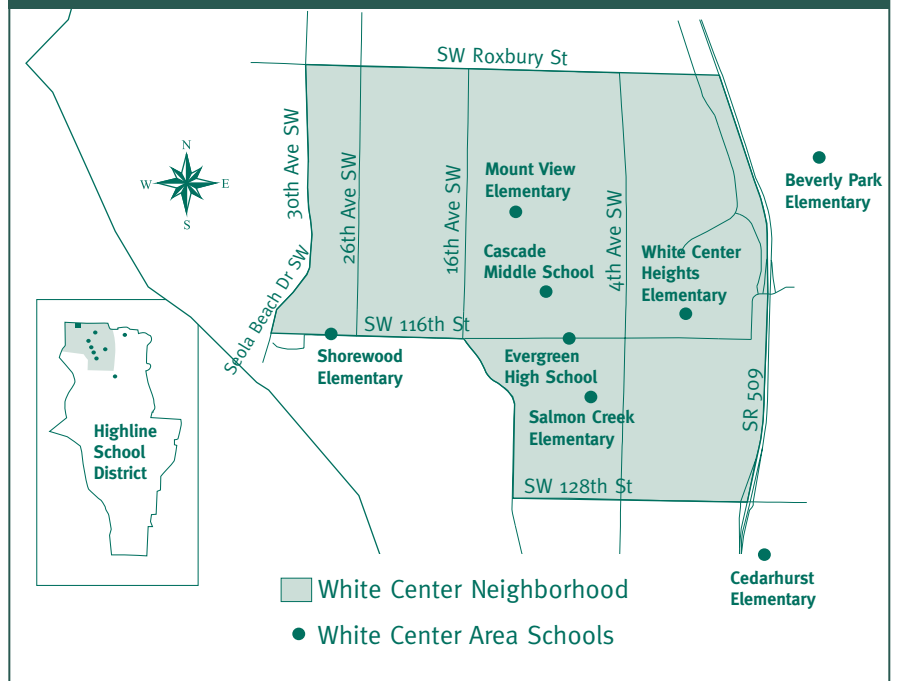 SW Roxbury St
30th Ave SW
26th Ave SW
16th Ave SW
4th Ave SW
N
W
E
S
Mount View
Elementary
Beverly Park
Elementary
Cascade
Middle School
White Center
Heights
Elementary
Seola Beach Dr SW
SW 116th St
Shorewood
Elementary
Evergreen
High School
Salmon Creek
Elementary
SR 509
Highline
School
District
SW 128th St
Cedarhurst
Elementary
White Center Neighborhood
White Center Area Schools